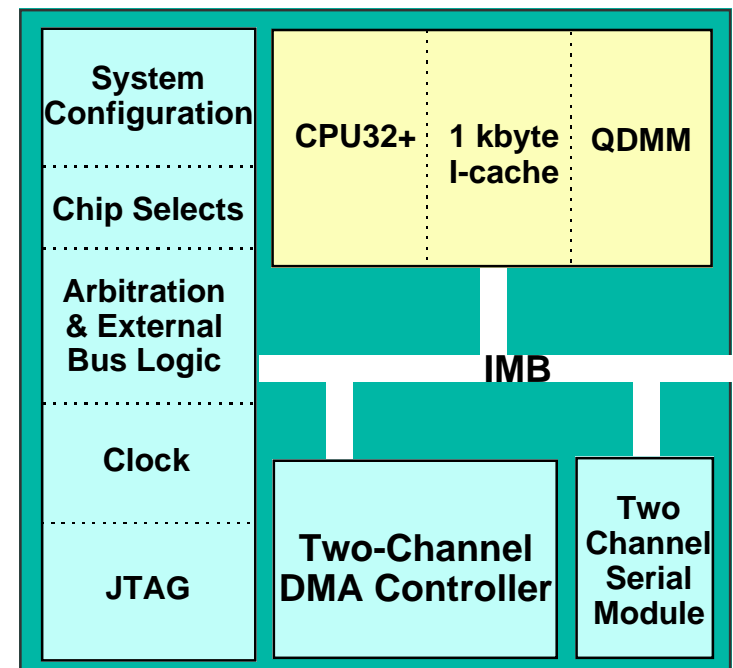 System
Configuration
Chip Selects
Arbitration
& External
Bus Logic
Clock
JTAG
CPU32+
1 kbyte
I-cache
QDMM
IMB
Two-Channel
DMA Controller
Two
Channel
Serial
Module